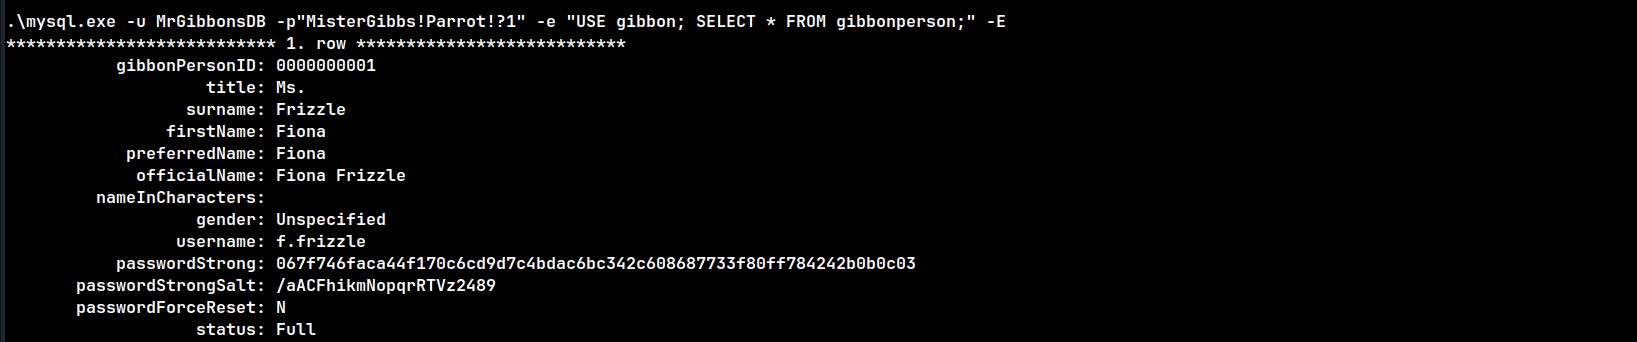 .\mysql.exe -u MrGibbonsDB -p"MisterGibbs!Parrot!?1" -e "USE gibbon; SELECT * FROM gibbonperson;" -E
*************************** 1. row ***************************
gibbonPersonID: 0000000001
title: Ms.
surname: Frizzle
firstName: Fiona
preferredName: Fiona
officialName: Fiona Frizzle
nameInCharacters:
gender: Unspecified
username: f.frizzle
passwordStrong: 067f746faca44f170c6cd9d7c4bdac6bc342c608687733f80ff784242b0b0c03
passwordStrongSalt: /aACFhikmNopqrRTVz2489
passwordForceReset: N
status: Full